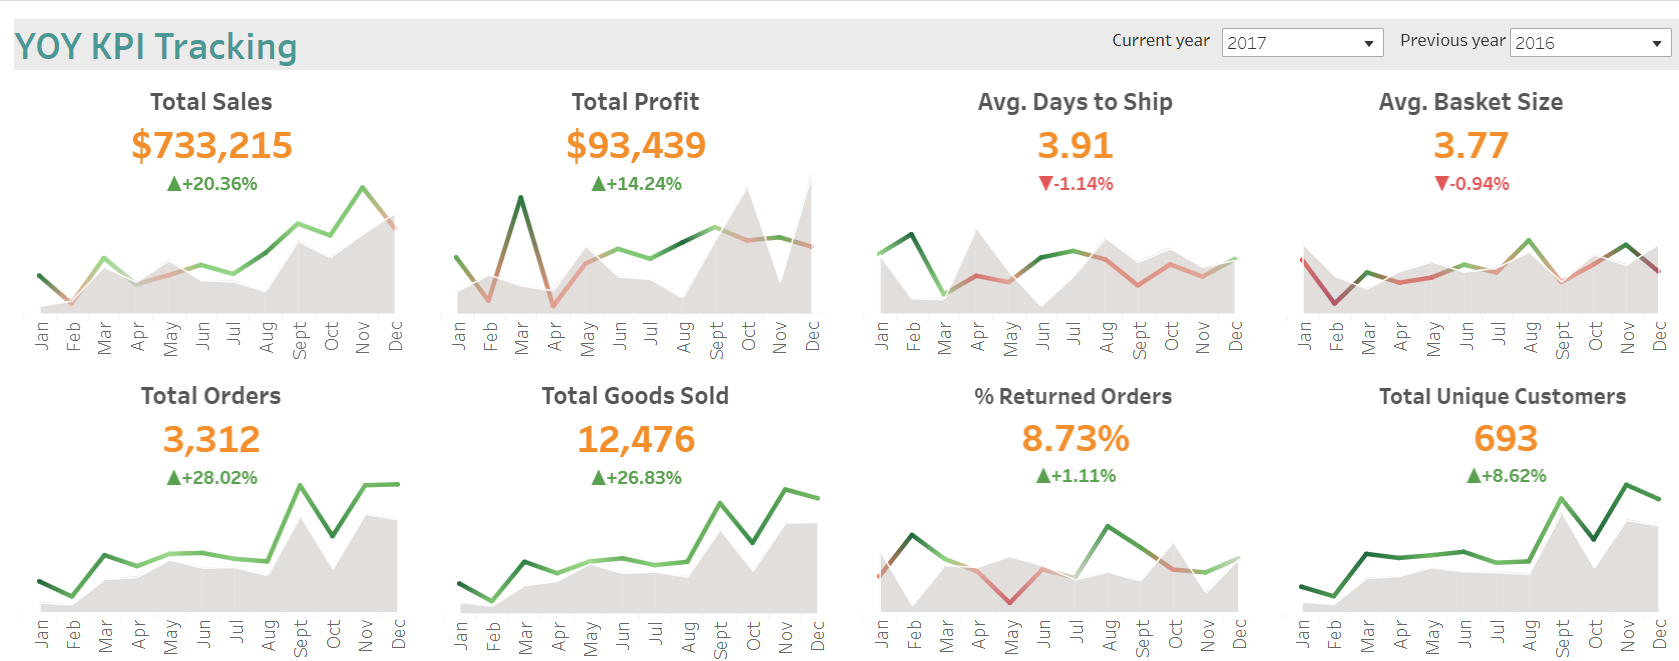 YOY KPI Tracking
Current year 2017 Previous year 2016
Total Sales
$733,215
▲+20.36%
Jan Feb Mar Apr May Jun Jul Aug Sept Oct Nov Dec
Total Profit
$93,439
▲+14.24%
Jan Feb Mar Apr May Jun Jul Aug Sept Oct Nov Dec
Avg. Days to Ship
3.91
▼-1.14%
Jan Feb Mar Apr May Jun Jul Aug Sept Oct Nov Dec
Avg. Basket Size
3.77
▼-0.94%
Jan Feb Mar Apr May Jun Jul Aug Sept Oct Nov Dec
Total Orders
3,312
▲+28.02%
Jan Feb Mar Apr May Jun Jul Aug Sept Oct Nov Dec
Total Goods Sold
12,476
▲+26.83%
Jan Feb Mar Apr May Jun Jul Aug Sept Oct Nov Dec
% Returned Orders
8.73%
▲+1.11%
Jan Feb Mar Apr May Jun Jul Aug Sept Oct Nov Dec
Total Unique Customers
693
▲+8.62%
Jan Feb Mar Apr May Jun Jul Aug Sept Oct Nov Dec